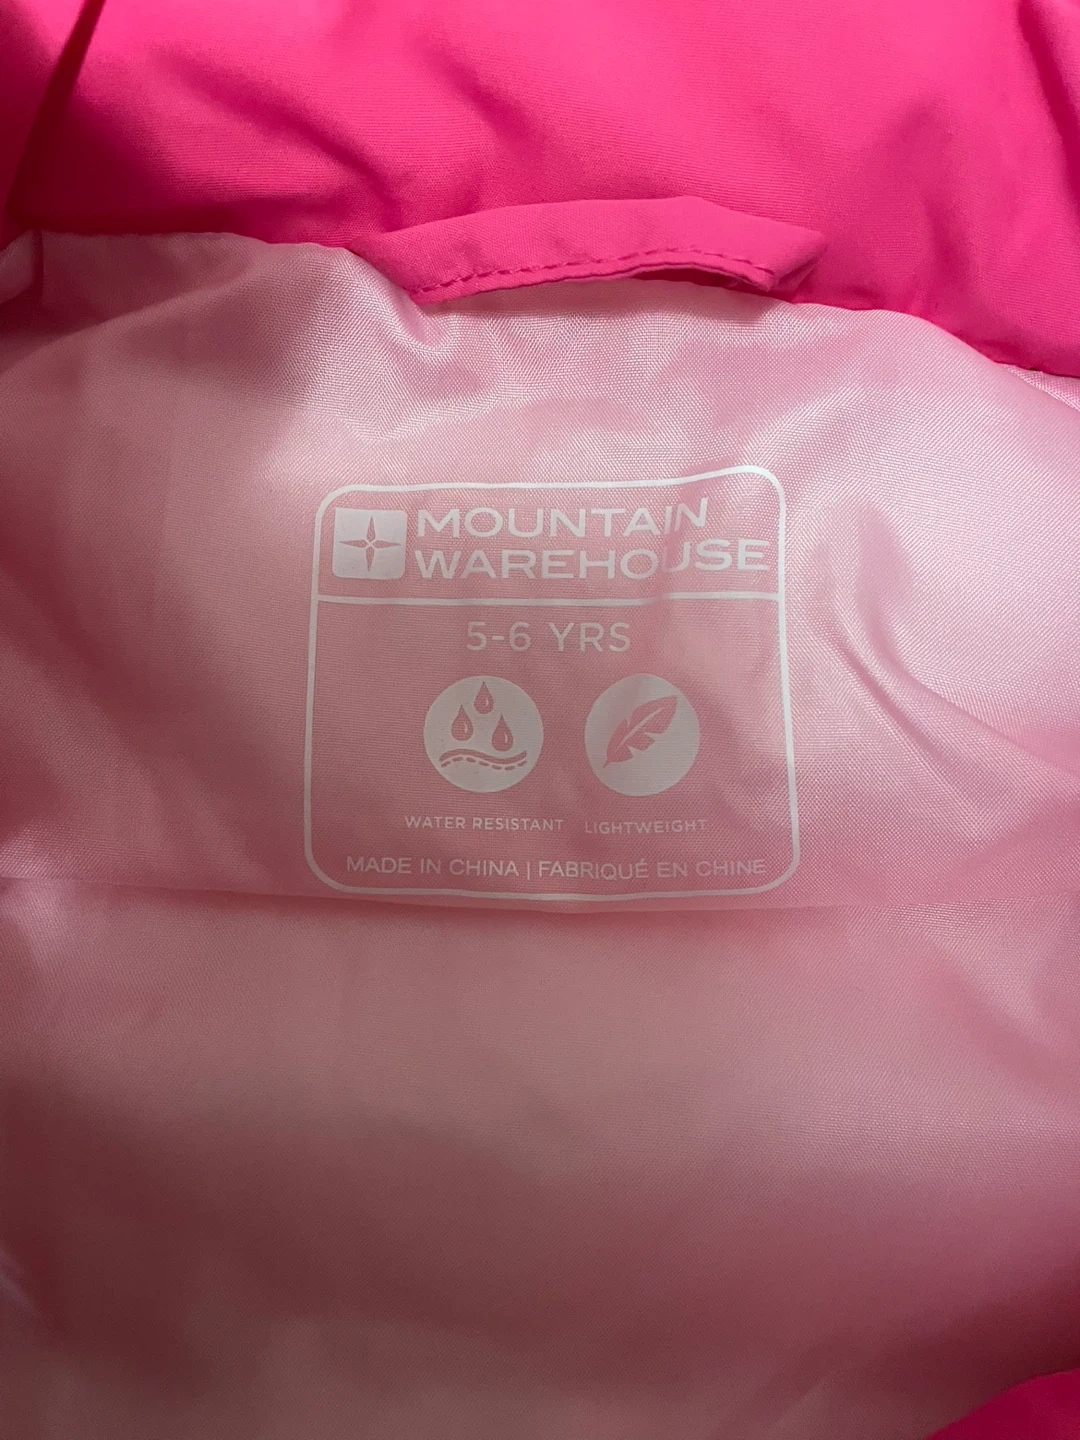 MOUNTAIN
WAREHOUSE
5-6 YRS
WATER RESISTANT LIGHTWEIGHT
MADE IN CHINA | FABRIQUÉ EN CHINE